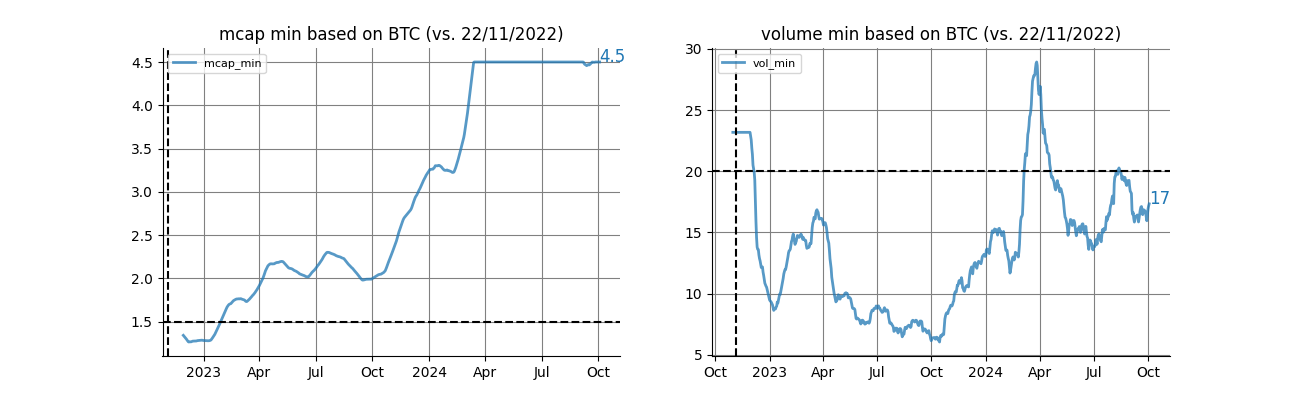 mcap min based on BTC (vs. 22/11/2022)
mcap_min
4.5
4.5
4.0
3.5
3.0
2.5
2.0
1.5
2023 Apr Jul Oct 2024 Apr Jul Oct
volume min based on BTC (vs. 22/11/2022)
vol_min
30
25
20
15
10
5
17
Oct 2023 Apr Jul Oct 2024 Apr Jul Oct